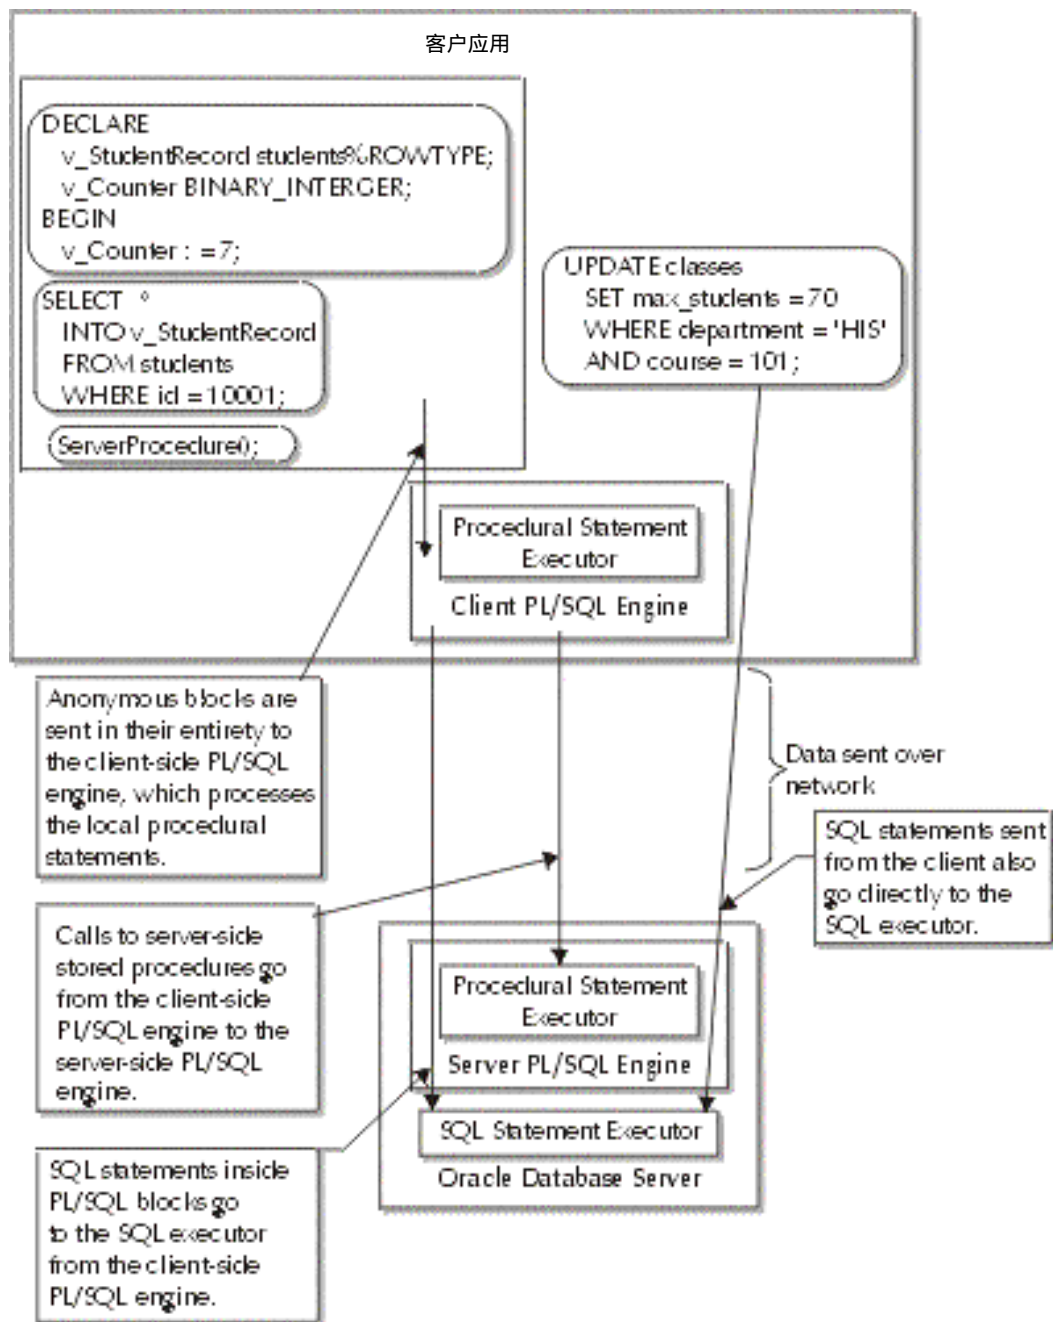 客户应用
DECLARE
v_StudentRecord students%ROWTYPE;
v_Counter BINARY_INTERGER;
BEGIN
v_Counter : = 7;
SELECT *
INTO v_StudentRecord
FROM students
WHERE id = 10001;
ServerProcedure();
UPDATE classes
SET max_students = 70
WHERE department = 'HIS'
AND course = 101;
Procedural Statement
Executor
Client PL/SQL Engine
Anonymous blocks are
sent in their entirety to
the client-side PL/SQL
engine, which processes
the local procedural
statements.
Data sent over
network
SQL statements sent
from the client also
go directly to the
SQL executor.
Calls to server-side
stored procedures go
from the client-side
PL/SQL engine to the
server-side PL/SQL
engine.
Procedural Statement
Executor
Server PL/SQL Engine
SQL Statement Executor
Oracle Database Server
SQL statements inside
PL/SQL blocks go
to the SQL executor
from the client-side
PL/SQL engine.